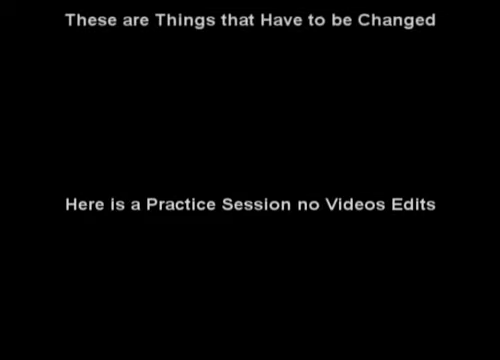 These are Things that Have to be Changed
Here is a Practice Session no Videos Edits